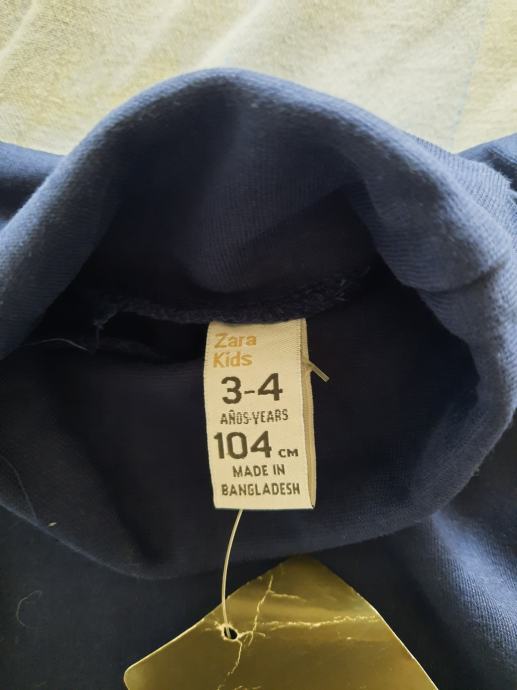 Zara
Kids
3-4
AÑOS-YEARS
104 CM
MADE IN
BANGLADESH